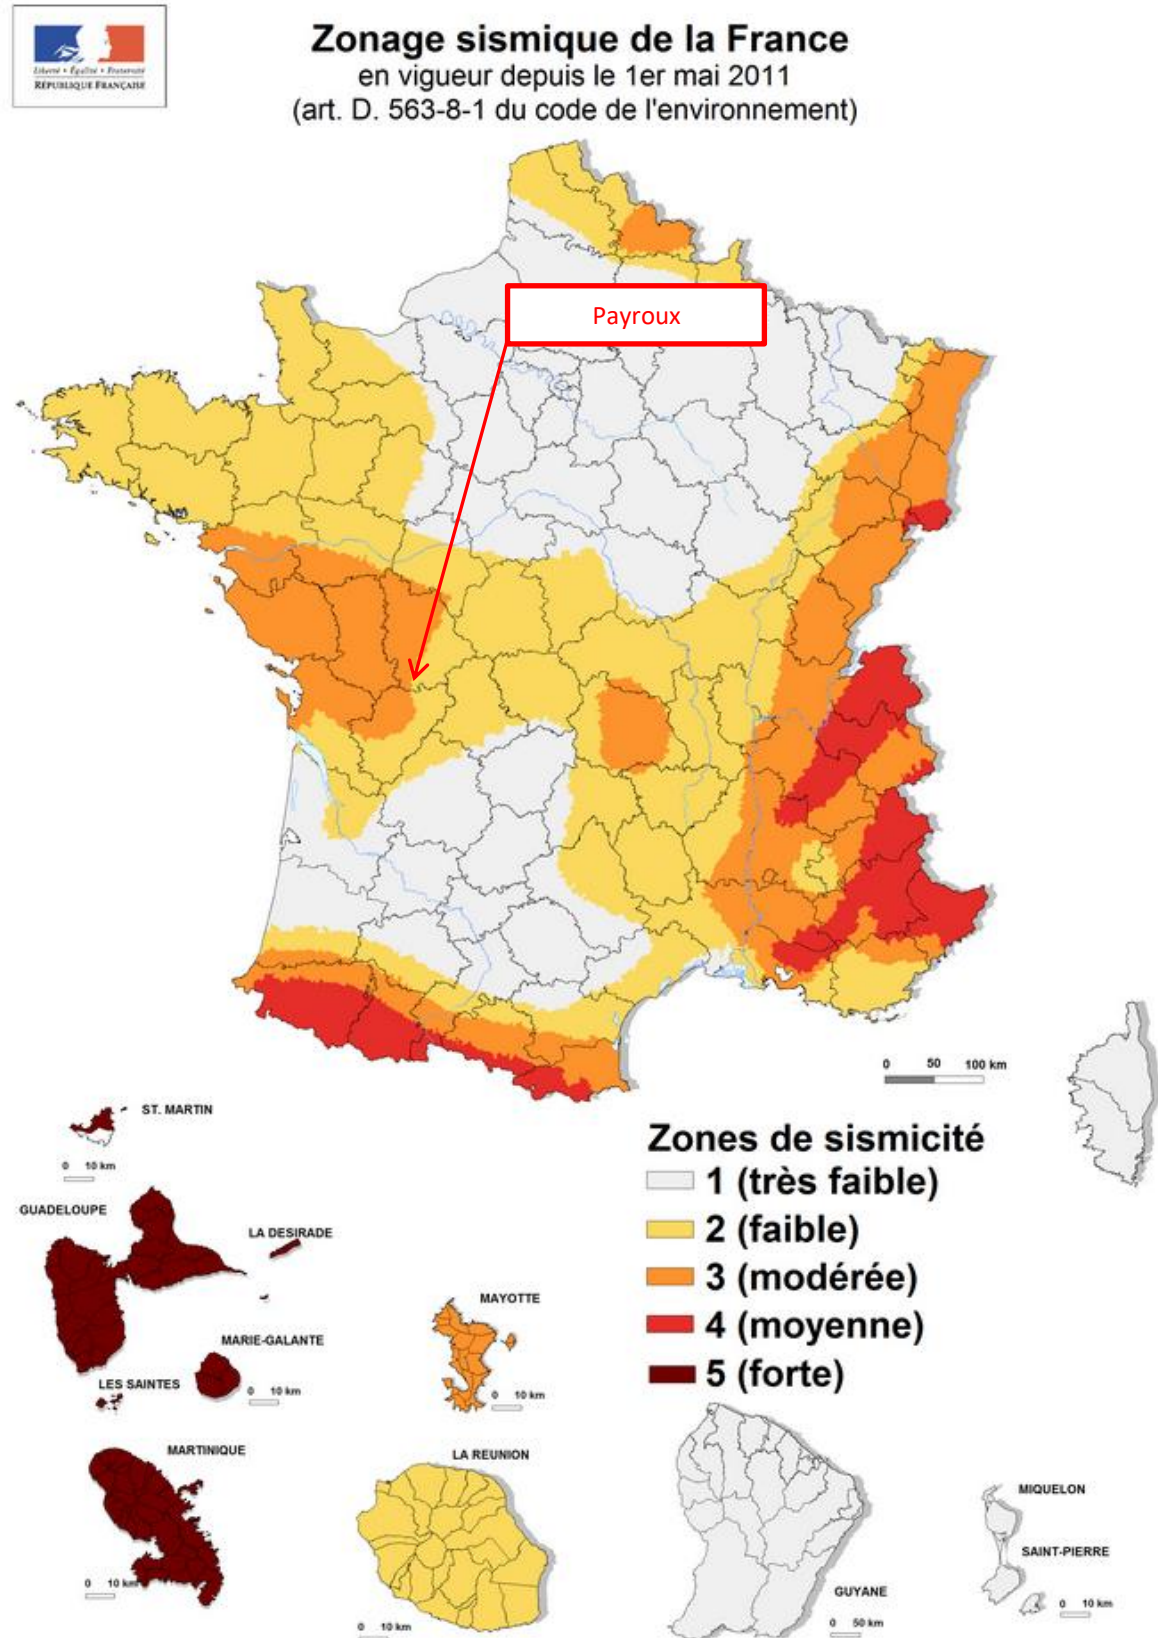 Liberté • Égalité • Fraternité
RÉPUBLIQUE FRANÇAISE
Zonage sismique de la France
en vigueur depuis le 1er mai 2011
(art. D. 563-8-1 du code de l'environnement)
Payroux
0 50 100 km
ST. MARTIN
0 10 km
GUADELOUPE
LA DESIRADE
MARIE-GALANTE
LES SAINTES
0 10 km
MAYOTTE
0 10 km
Zones de sismicité
1 (très faible)
2 (faible)
3 (modérée)
4 (moyenne)
5 (forte)
MARTINIQUE
0 10 km
LA REUNION
0 10 km
GUYANE
0 50 km
MIQUELON
SAINT-PIERRE
0 10 km